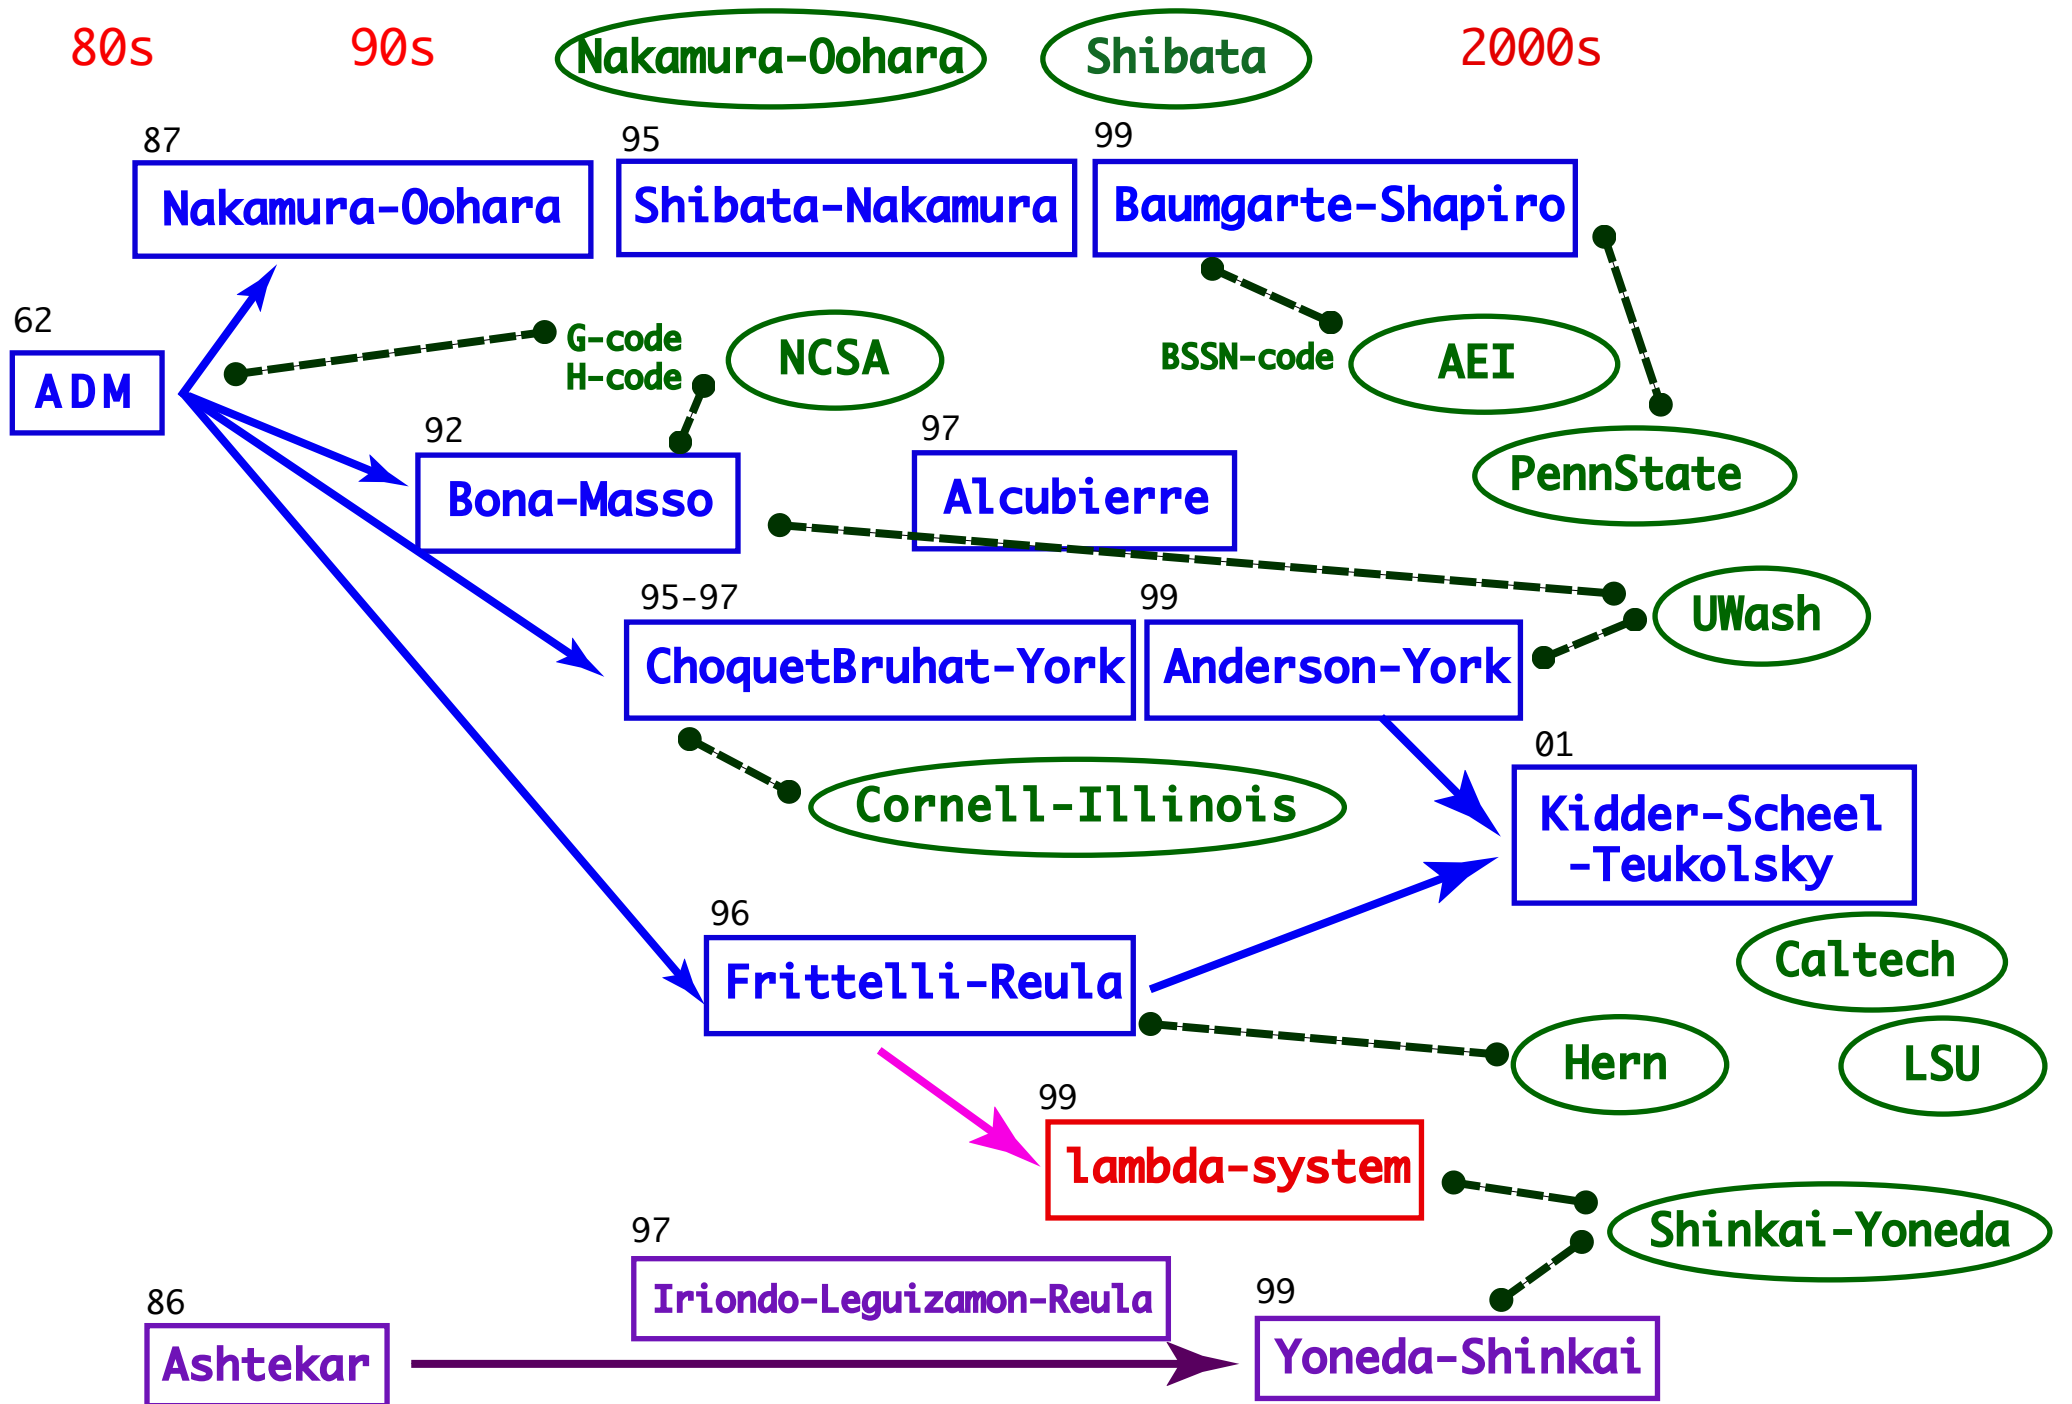 80s
90s
Nakamura-Oohara
Shibata
2000s
87
95
99
Nakamura-Oohara
Shibata-Nakamura
Baumgarte-Shapiro
62
ADM
G-code
H-code
NCSA
BSSN-code
AEI
92
97
Bona-Masso
Alcubierre
PennState
95-97
99
UWash
ChoquetBruhat-York
Anderson-York
01
Cornell-Illinois
Kidder-Scheel
-Teukolsky
96
Frittelli-Reula
Caltech
Hern
LSU
99
lambda-system
97
Shinkai-Yoneda
Iriondo-Leguizamon-Reula
86
99
Ashtekar
Yoneda-Shinkai